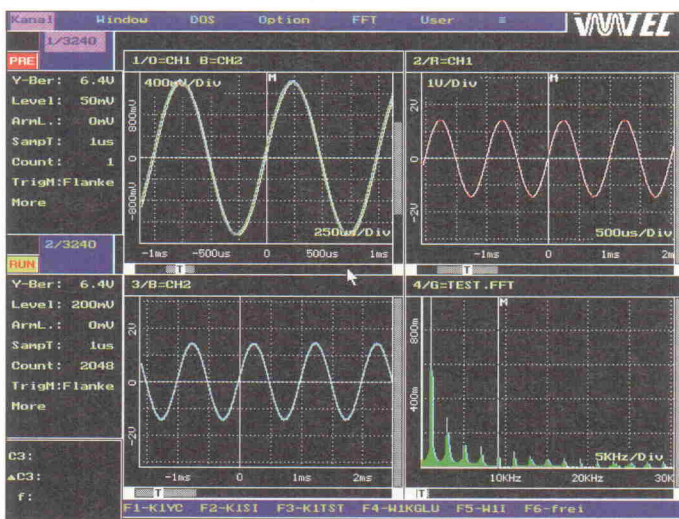 Kanal Window DOS Option FFT User ≡
1/3240
PRE
Y-Ber: 6.4V
Level: 50mV
ArmL.: 0mV
SampT: 1us
Count: 1
TrigM:Flanke
More
2/3240
RUN
Y-Ber: 6.4V
Level: 200mV
ArmL.: 0mV
SampT: 1us
Count: 2048
TrigM:Flanke
More
C3:
▲C3:
f:
1/O=CH1 B=CH2
400mV/Div
M
800mV
0
-800mV
250us/Div
-1ms -500us 0 500us 1ms
T
2/R=CH1
1V/Div
M
2V
0
-2V
500us/Div
-1ms 0 1ms 2m
T
3/B=CH2
2V
0
-2V
-1ms 0 1ms 2ms
T
4/G=TEST.FFT
M
800m
400m
5KHz/Div
10KHz 20KHz 30K
T
F1-K1YC F2-K1SI F3-K1TST F4-W1KGLU F5-W1I F6-frei